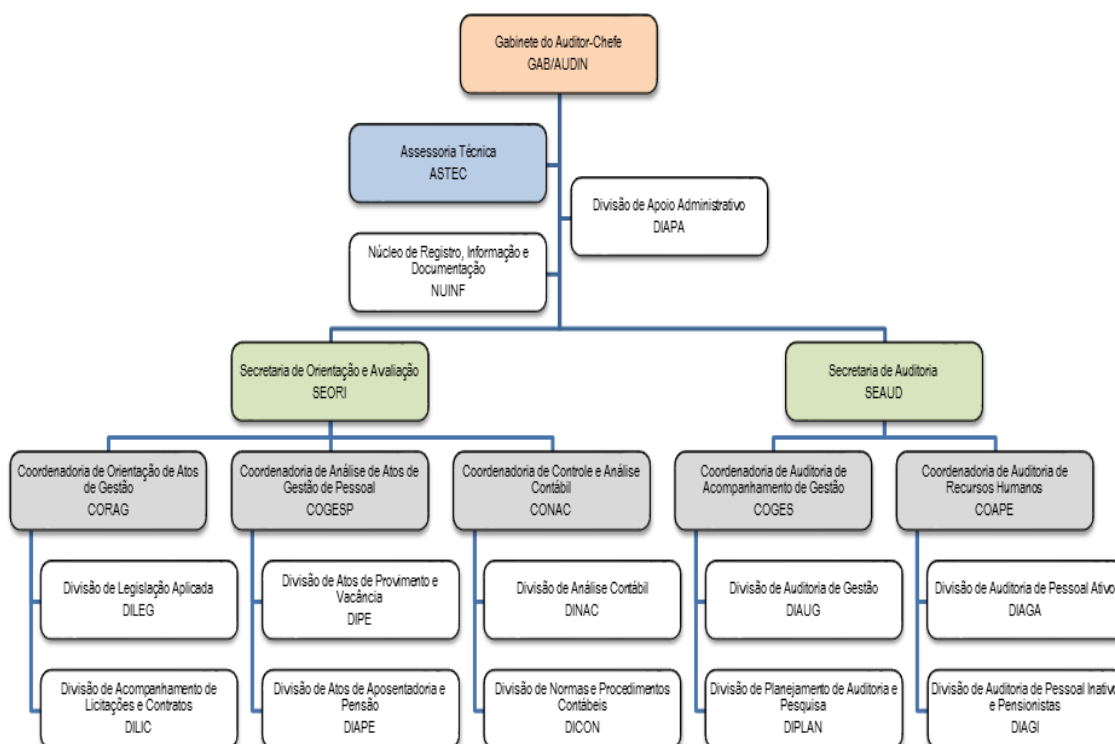 Gabinete do Auditor-Chefe
GAB/AUDIN
Assessoria Técnica
ASTEC
Divisão de Apoio Administrativo
DIAPA
Núcleo de Registro, Informação e
Documentação
NUINF
Secretaria de Orientação e Avaliação
SEORI
Secretaria de Auditoria
SEAUD
Coordenadoria de Orientação de Atos
de Gestão
CORAG
Coordenadoria de Análise de Atos de
Gestão de Pessoal
COGESP
Coordenadoria de Controle e Análise
Contábil
CONAC
Coordenadoria de Auditoria de
Acompanhamento de Gestão
COGES
Coordenadoria de Auditoria de
Recursos Humanos
COAPE
Divisão de Legislação Aplicada
DILEG
Divisão de Atos de Provimento e
Vacância
DIPE
Divisão de Análise Contábil
DINAC
Divisão de Auditoria de Gestão
DIAUG
Divisão de Auditoria de Pessoal Ativo
DIAGA
Divisão de Acompanhamento de
Licitações e Contratos
DILIC
Divisão de Atos de Aposentadoria e
Pensão
DIAPE
Divisão de Normas e Procedimentos
Contábeis
DICON
Divisão de Planejamento de Auditoria e
Pesquisa
DIPLAN
Divisão de Auditoria de Pessoal Inativo
e Pensionistas
DIAGI